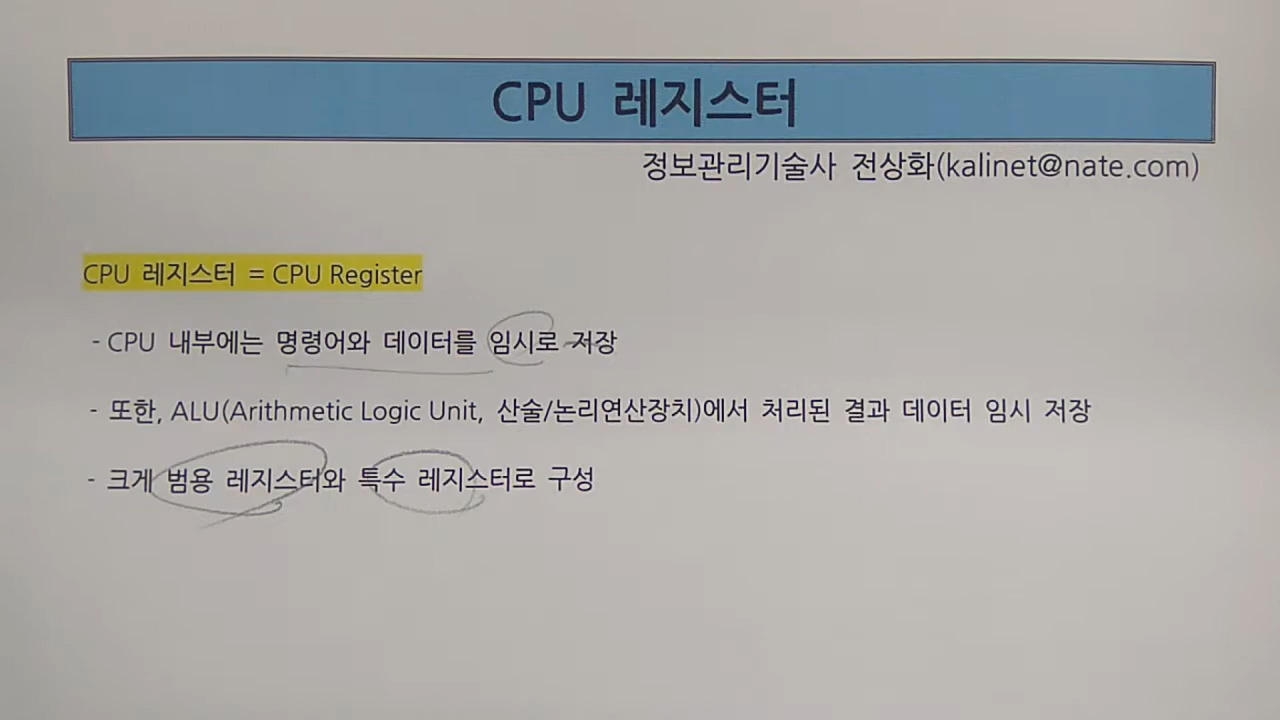 CPU 레지스터
정보관리기술사 전상화(kalinet@nate.com)
CPU 레지스터 = CPU Register
- CPU 내부에는 명령어와 데이터를 임시로 저장
- 또한, ALU(Arithmetic Logic Unit, 산술/논리연산장치)에서 처리된 결과 데이터 임시 저장
- 크게 범용 레지스터와 특수 레지스터로 구성